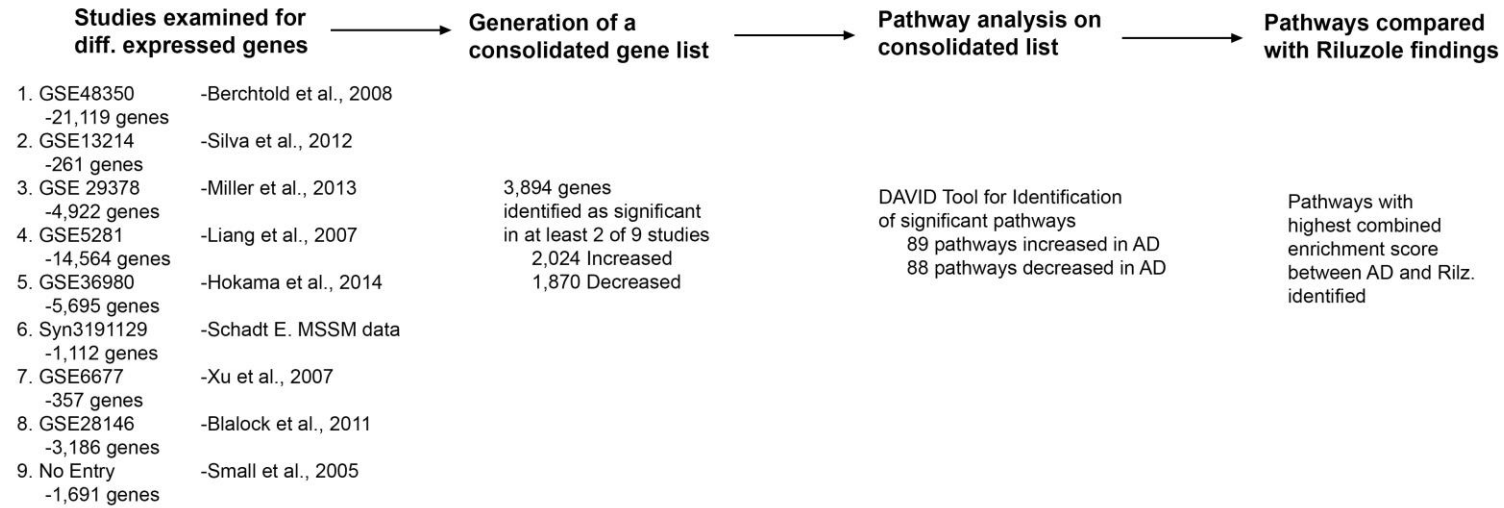 Studies examined for
diff. expressed genes
Generation of a
consolidated gene list
Pathway analysis on
consolidated list
Pathways compared
with Riluzole findings
1. GSE48350 -Berchtold et al., 2008
-21,119 genes
2. GSE13214 -Silva et al., 2012
-261 genes
3. GSE 29378 -Miller et al., 2013
-4,922 genes
4. GSE5281 -Liang et al., 2007
-14,564 genes
5. GSE36980 -Hokama et al., 2014
-5,695 genes
6. Syn3191129 -Schadt E. MSSM data
-1,112 genes
7. GSE6677 -Xu et al., 2007
-357 genes
8. GSE28146 -Blalock et al., 2011
-3,186 genes
9. No Entry -Small et al., 2005
-1,691 genes
3,894 genes
identified as significant
in at least 2 of 9 studies
2,024 Increased
1,870 Decreased
DAVID Tool for Identification
of significant pathways
89 pathways increased in AD
88 pathways decreased in AD
Pathways with
highest combined
enrichment score
between AD and Rilz.
identified